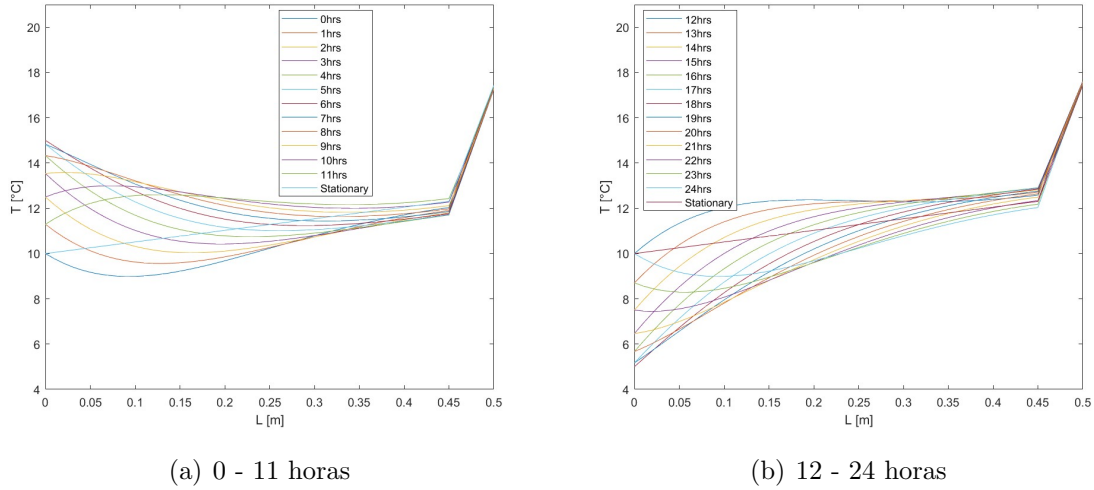 20
18
16
14
12
10
8
6
4
T [°C]
0 0.05 0.1 0.15 0.2 0.25 0.3 0.35 0.4 0.45 0.5
L [m]
0hrs
1hrs
2hrs
3hrs
4hrs
5hrs
6hrs
7hrs
8hrs
9hrs
10hrs
11hrs
Stationary
(a) 0 - 11 horas
20
18
16
14
12
10
8
6
4
T [°C]
0 0.05 0.1 0.15 0.2 0.25 0.3 0.35 0.4 0.45 0.5
L [m]
12hrs
13hrs
14hrs
15hrs
16hrs
17hrs
18hrs
19hrs
20hrs
21hrs
22hrs
23hrs
24hrs
Stationary
(b) 12 - 24 horas